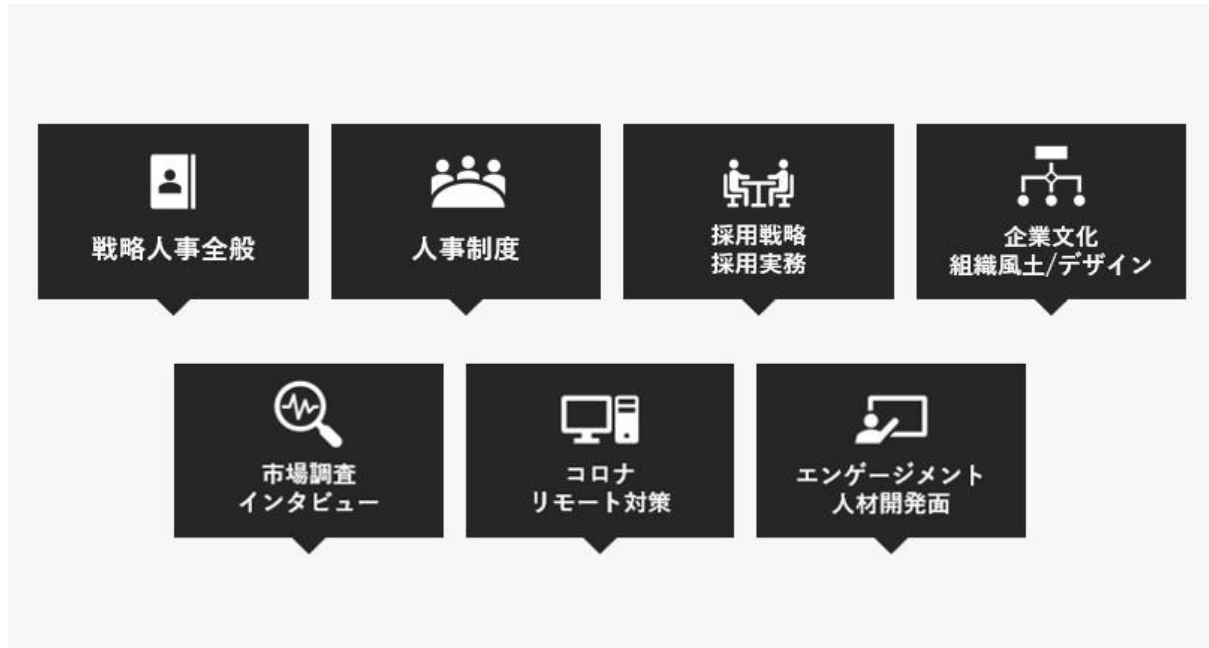 戦略人事全般
人事制度
採用戦略
採用実務
企業文化
組織風土/デザイン
市場調査
インタビュー
コロナ
リモート対策
エンゲージメント
人材開発面